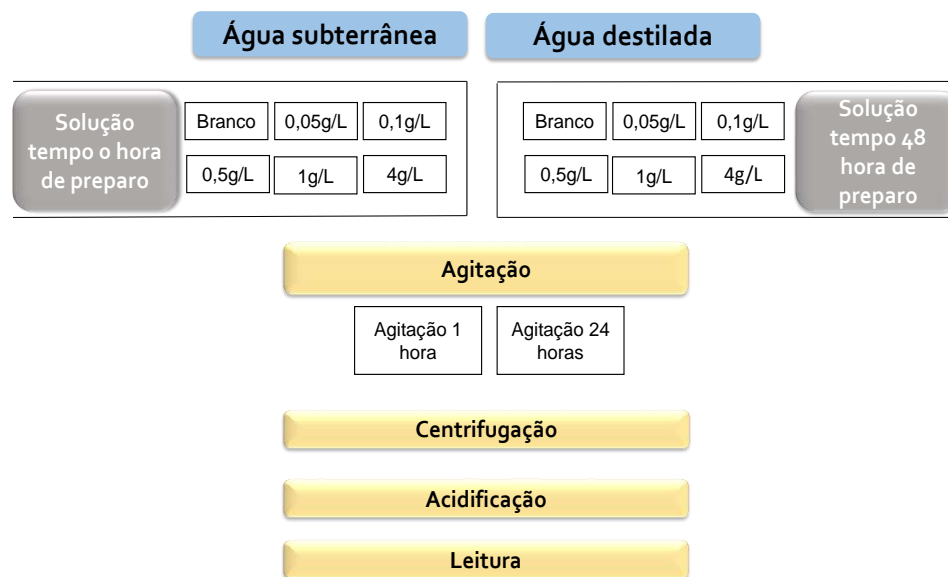 Água subterrânea
Água destilada
Solução
tempo 0 hora
de preparo
Branco
0,05g/L
0,1g/L
0,5g/L
1g/L
4g/L
Branco
0,05g/L
0,1g/L
0,5g/L
1g/L
4g/L
Solução
tempo 48
hora de
preparo
Agitação
Agitação 1
hora
Agitação 24
horas
Centrifugação
Acidificação
Leitura